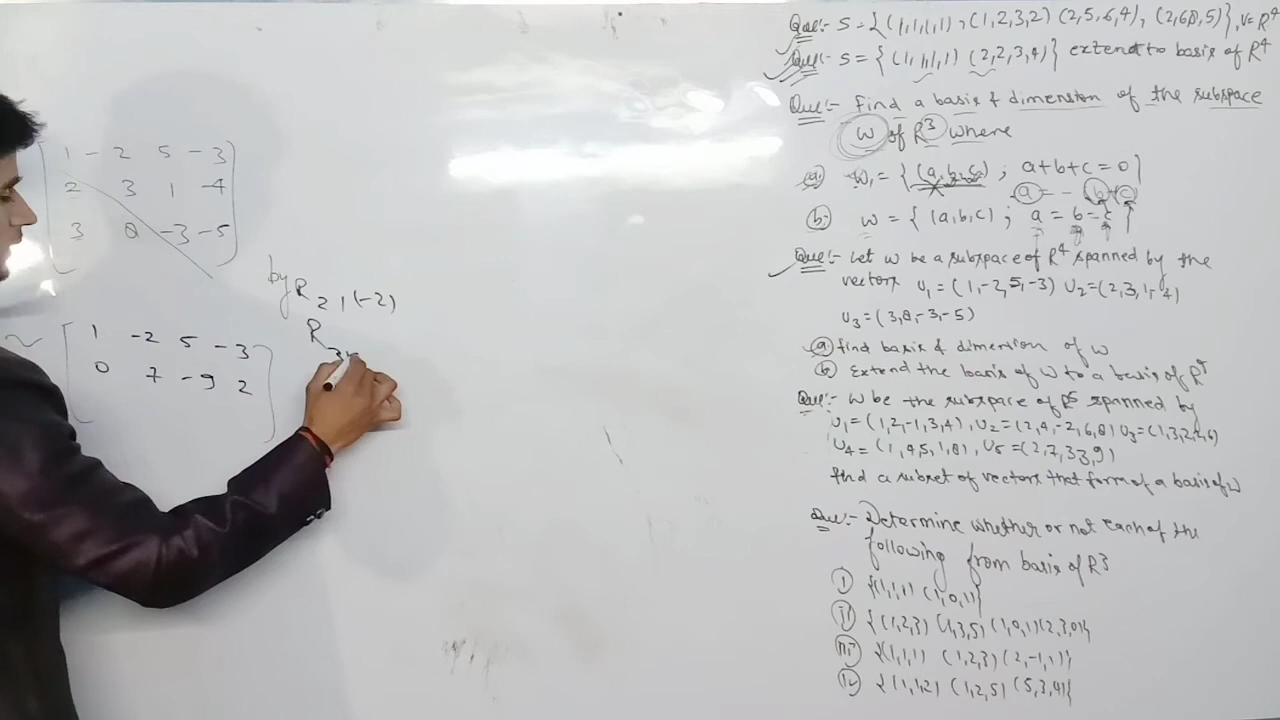 1 - 2 5 - 3
2 3 1 -4
3 8 -3 -5
by R 21(-2)
R
~ 1 -2 5 -3
0 7 -9 2
Que:- S = {(1,1,1,1), (1,2,3,2) (2,5,6,4), (2,6,8,5)}, V= R4
Que:- S = {(1,1,1,1) (2,2,3,4)} extend to basis of R4
Que:- Find a basis & dimension of the subspace
W of R3 where
(a) W1 = { (a,b,c) ; a+b+c = 0}
a = - b c
(b) W = { (a,b,c) ; a = b = c }
Que:- Let W be a subspace of R4 spanned by the
vectors U1 = (1,-2,5,-3) U2 = (2,3,1,-4)
U3 = (3,8,-3,-5)
(a) find basis & dimension of W
(b) Extend the basis of W to a basis of R4
Que:- W be the subspace of R5 spanned by
U1 = (1,2,-1,3,4), U2 = (2,4,-2,6,8) U3 = (1,3,2,2,6)
U4 = (1,4,5,1,8), U5 = (2,7,3,3,9)
find a subset of vectors that form of a basis of W
Que:- Determine whether or not each of the
following from basis of R3
(i) {(1,1,1) (1,0,1)}
(ii) {(1,2,3) (1,3,5) (1,0,1) (2,3,0)}
(iii) {(1,1,1) (1,2,3) (2,-1,1)}
(iv) {(1,1,2) (1,2,5) (5,3,4)}